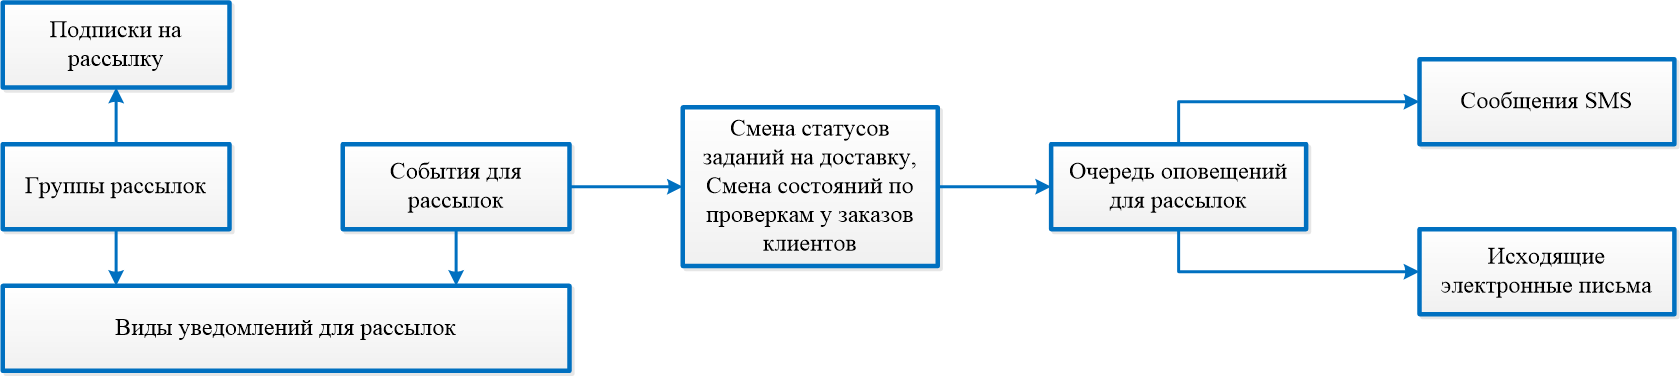 Подписки на
рассылку
Группы рассылок
События для
рассылок
Виды уведомлений для рассылок
Смена статусов
заданий на доставку,
Смена состояний по
проверкам у заказов
клиентов
Очередь оповещений
для рассылок
Сообщения SMS
Исходящие
электронные письма